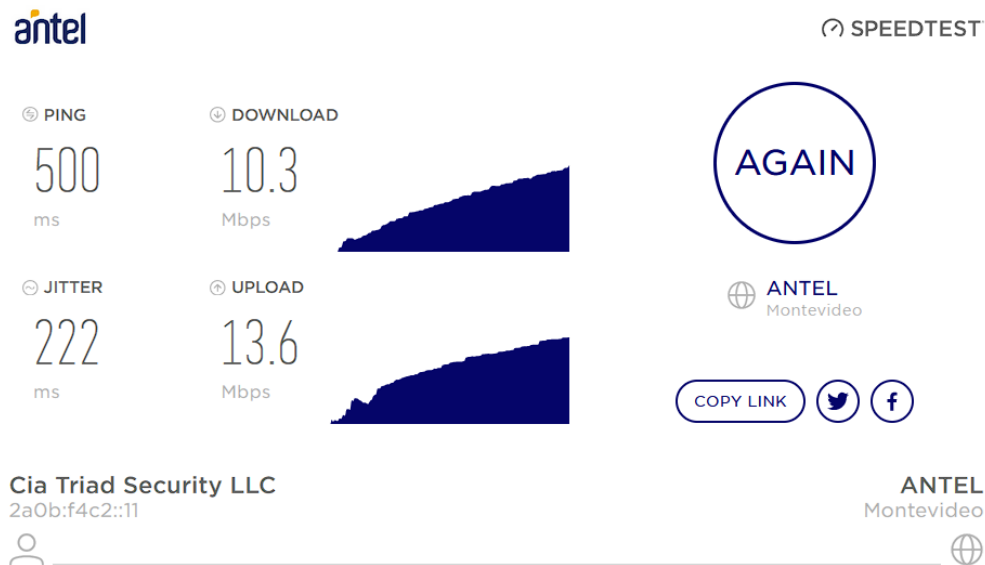 antel
SPEEDTEST
PING
500
ms
DOWNLOAD
10.3
Mbps
AGAIN
JITTER
222
ms
UPLOAD
13.6
Mbps
ANTEL
Montevideo
COPY LINK
Cia Triad Security LLC
2a0b:f4c2::11
ANTEL
Montevideo